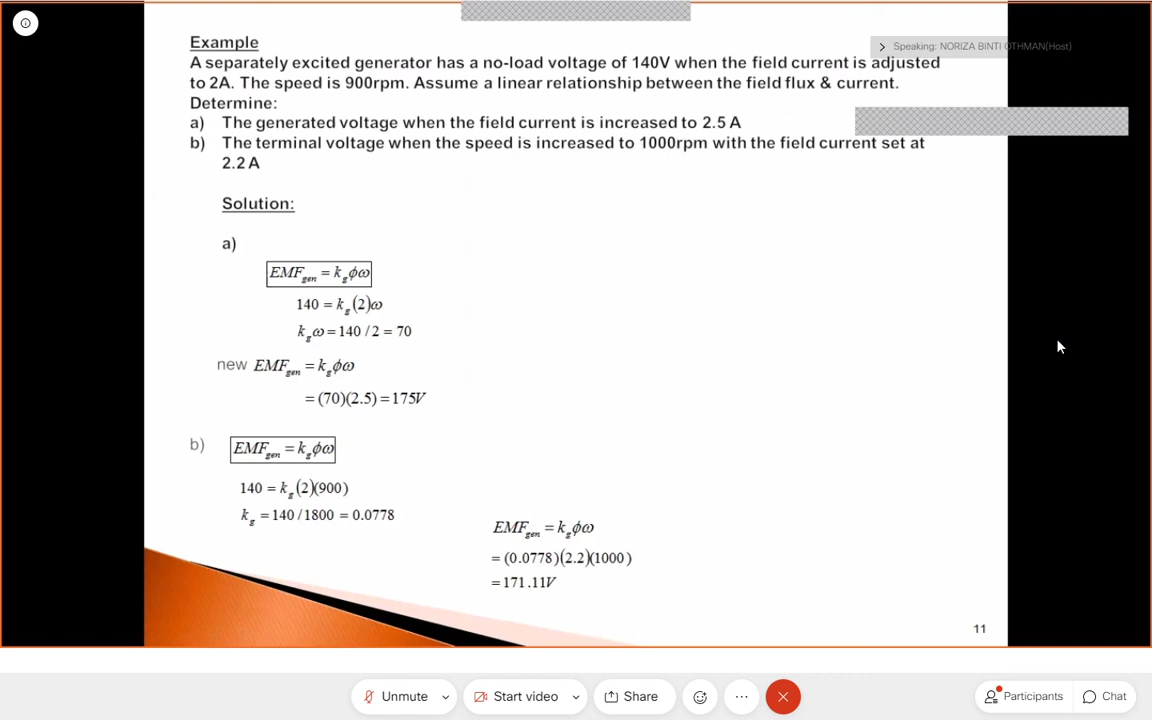 Speaking: NORIZA BINTI OTHMAN(Host)
Example
A separately excited generator has a no-load voltage of 140V when the field current is adjusted
to 2A. The speed is 900rpm. Assume a linear relationship between the field flux & current.
Determine:
a) The generated voltage when the field current is increased to 2.5 A
b) The terminal voltage when the speed is increased to 1000rpm with the field current set at
2.2 A
Solution:
a)
EMF_gen = k_g ϕω
140 = k_g (2)ω
k_g ω = 140 / 2 = 70
new EMF_gen = k_g ϕω
= (70)(2.5) = 175V
b) EMF_gen = k_g ϕω
140 = k_g (2)(900)
k_g = 140 / 1800 = 0.0778
EMF_gen = k_g ϕω
= (0.0778)(2.2)(1000)
= 171.11V
11
Unmute
Start video
Share
Participants
Chat